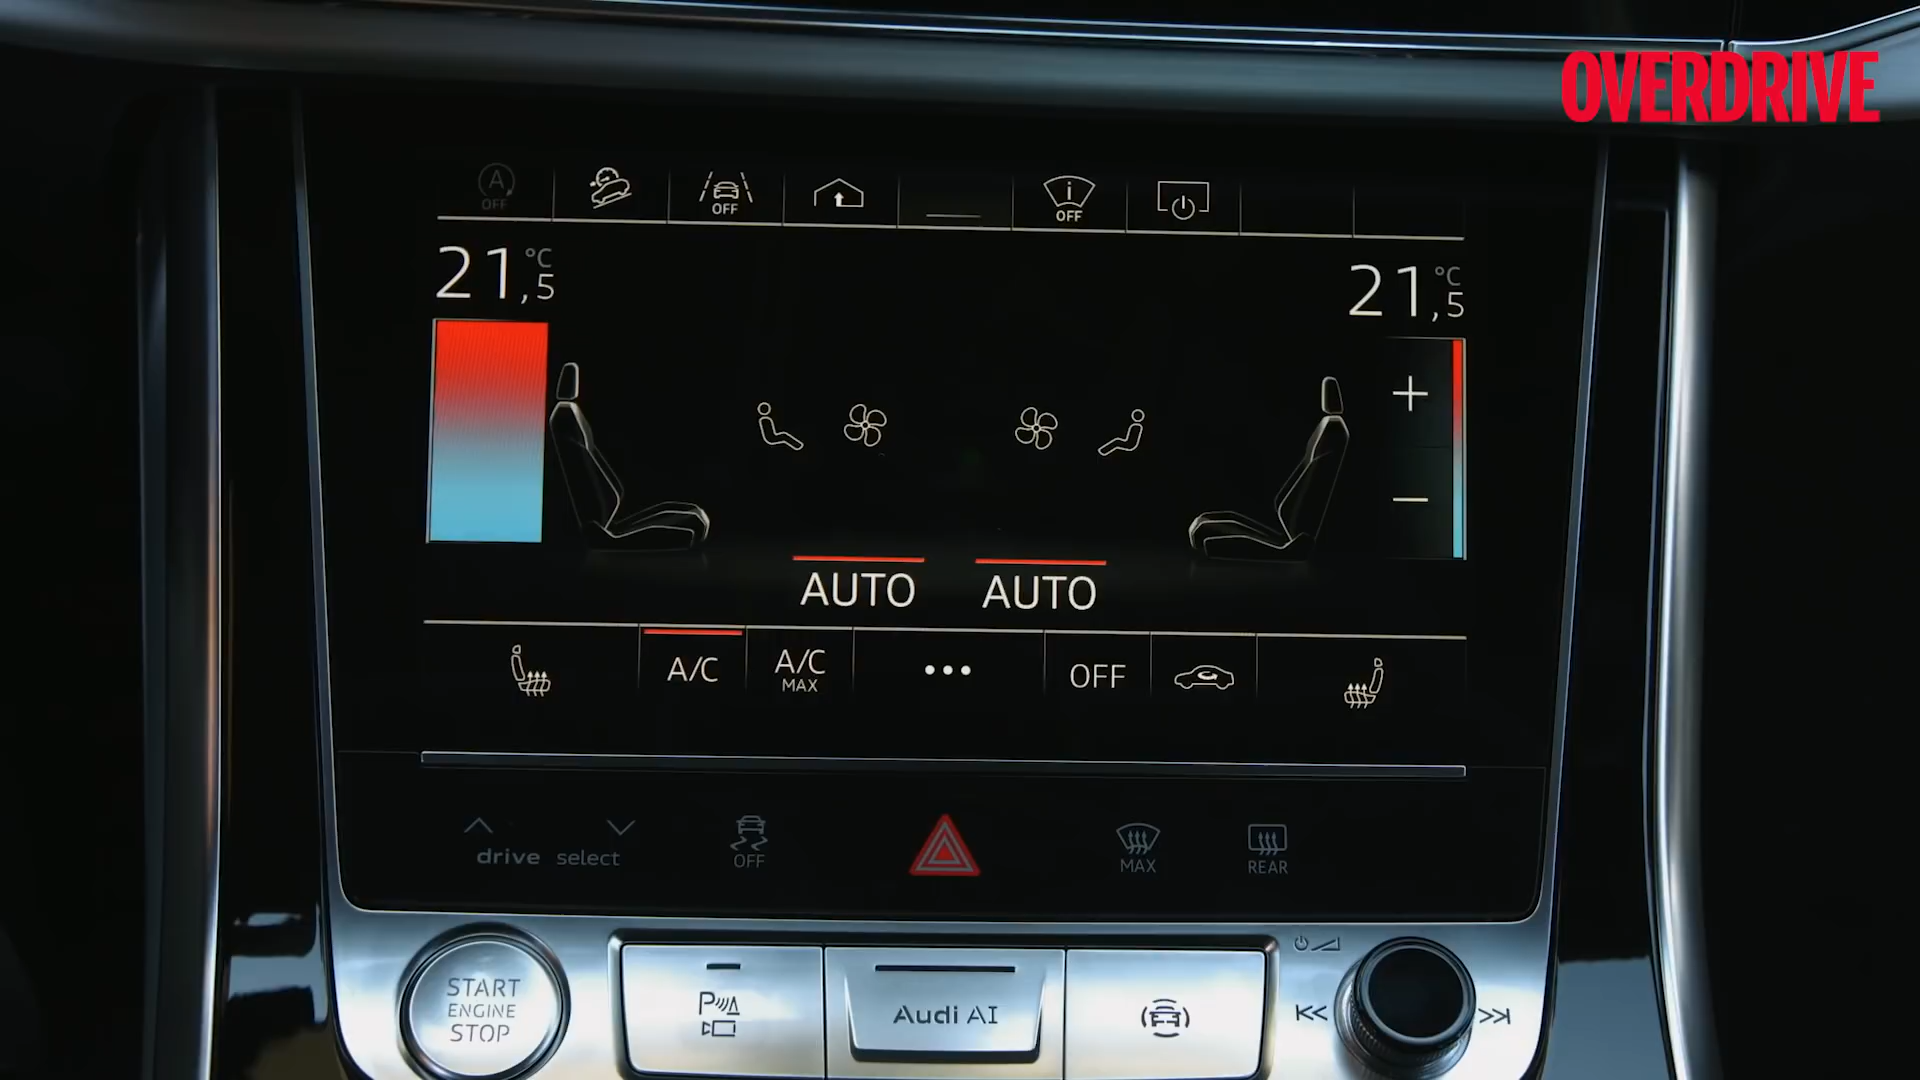 OVERDRIVE
A
OFF
OFF
i
OFF
21,5 °C
21,5 °C
+
−
AUTO
AUTO
A/C
A/C
MAX
•••
OFF
drive select
OFF
MAX
REAR
START
ENGINE
STOP
P
Audi AI